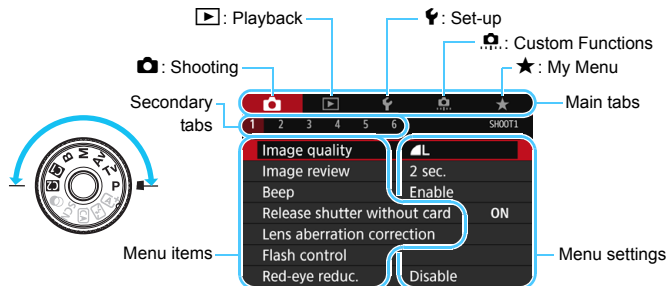 : Playback
: Set-up
: Custom Functions
: Shooting
: My Menu
Secondary tabs
Main tabs
1 2 3 4 5 6 SHOOT1
Image quality L
Image review 2 sec.
Beep Enable
Release shutter without card ON
Lens aberration correction
Flash control
Red-eye reduc. Disable
Menu items
Menu settings
B M Av Tv P